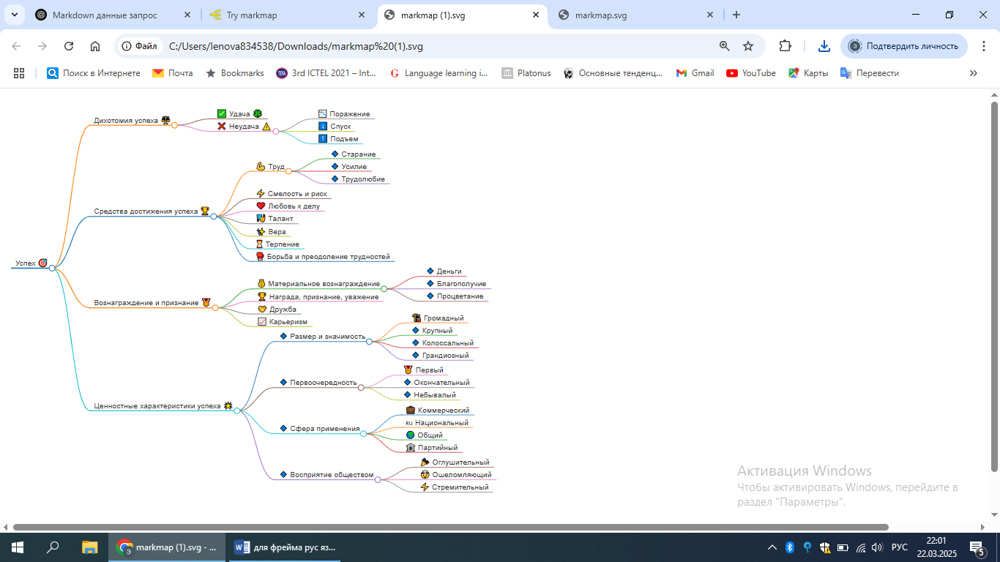 Markdown данные запрос
Try markmap
markmap (1).svg
markmap.svg
Файл
C:/Users/lenova834538/Downloads/markmap%20(1).svg
Подтвердить личность
Поиск в Интернете
Почта
Bookmarks
3rd ICTEL 2021 – Int...
Language learning i...
Platonus
Основные тенденц...
Gmail
YouTube
Карты
Перевести
Успех
Дихотомия успеха
Удача
Неудача
Поражение
Спуск
Подъем
Средства достижения успеха
Труд
Старание
Усилие
Трудолюбие
Смелость и риск
Любовь к делу
Талант
Вера
Терпение
Борьба и преодоление трудностей
Вознаграждение и признание
Материальное вознаграждение
Деньги
Благополучие
Процветание
Награда, признание, уважение
Дружба
Карьеризм
Ценностные характеристики успеха
Размер и значимость
Громадный
Крупный
Колоссальный
Грандиозный
Первоочередность
Первый
Окончательный
Небывалый
Сфера применения
Коммерческий
RU Национальный
Общий
Партийный
Восприятие обществом
Оглушительный
Ошеломляющий
Стремительный
Активация Windows
Чтобы активировать Windows, перейдите в
раздел "Параметры".
markmap (1).svg - ...
для фрейма рус яз...
РУС
22:01
22.03.2025
5